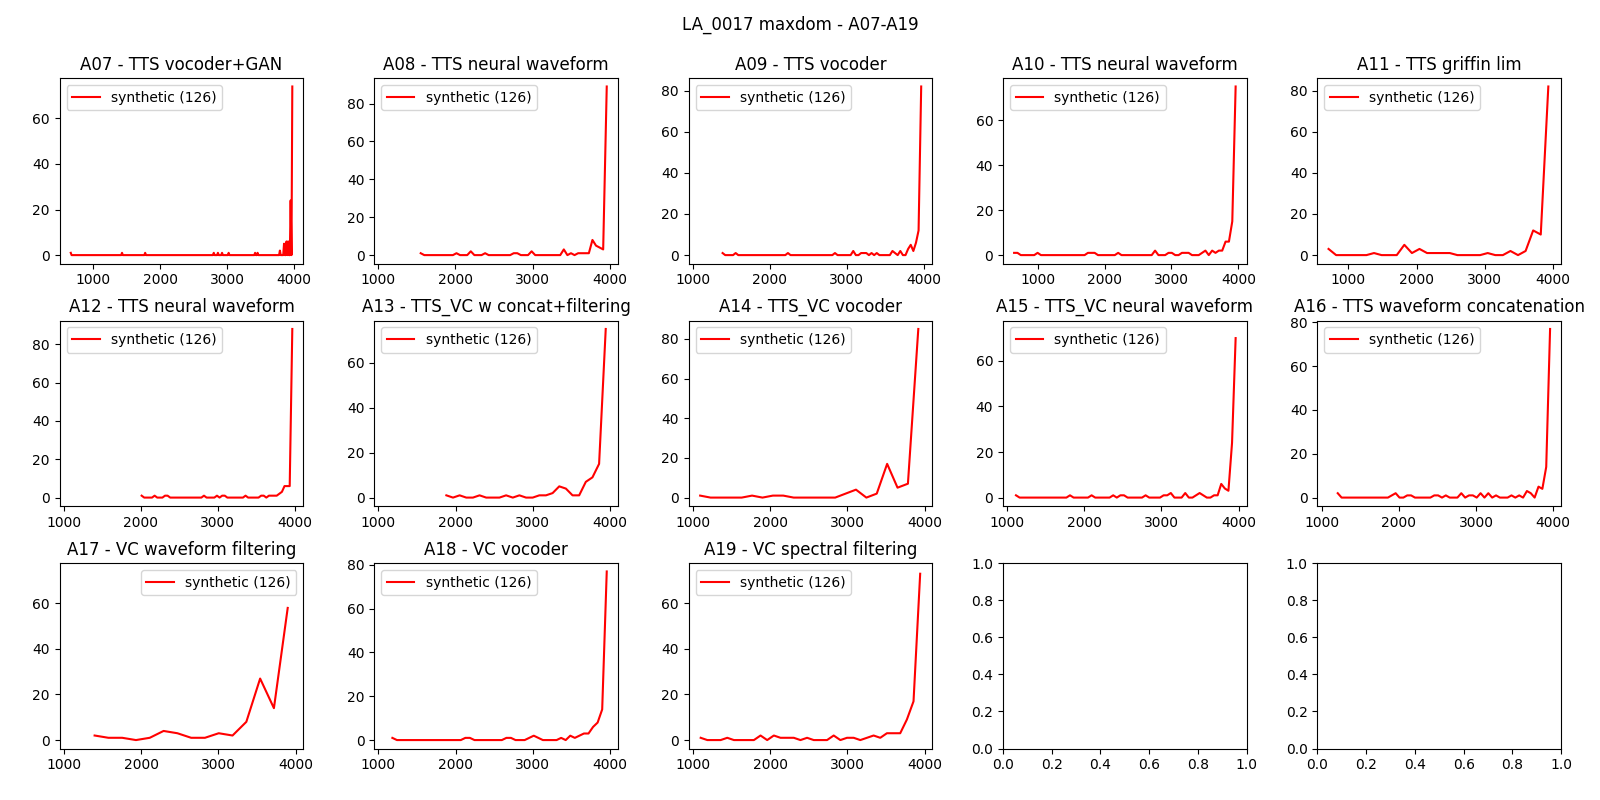 LA_0017 maxdom - A07-A19
A07 - TTS vocoder+GAN
synthetic (126)
60
40
20
0
1000 2000 3000 4000
A08 - TTS neural waveform
synthetic (126)
80
60
40
20
0
1000 2000 3000 4000
A09 - TTS vocoder
synthetic (126)
80
60
40
20
0
1000 2000 3000 4000
A10 - TTS neural waveform
synthetic (126)
60
40
20
0
1000 2000 3000 4000
A11 - TTS griffin lim
synthetic (126)
80
60
40
20
0
1000 2000 3000 4000
A12 - TTS neural waveform
synthetic (126)
80
60
40
20
0
1000 2000 3000 4000
A13 - TTS_VC w concat+filtering
synthetic (126)
60
40
20
0
1000 2000 3000 4000
A14 - TTS_VC vocoder
synthetic (126)
80
60
40
20
0
1000 2000 3000 4000
A15 - TTS_VC neural waveform
synthetic (126)
60
40
20
0
1000 2000 3000 4000
A16 - TTS waveform concatenation
synthetic (126)
80
60
40
20
0
1000 2000 3000 4000
A17 - VC waveform filtering
synthetic (126)
60
40
20
0
1000 2000 3000 4000
A18 - VC vocoder
synthetic (126)
80
60
40
20
0
1000 2000 3000 4000
A19 - VC spectral filtering
synthetic (126)
60
40
20
0
1000 2000 3000 4000
1.0
0.8
0.6
0.4
0.2
0.0
0.0 0.2 0.4 0.6 0.8 1.0
1.0
0.8
0.6
0.4
0.2
0.0
0.0 0.2 0.4 0.6 0.8 1.0